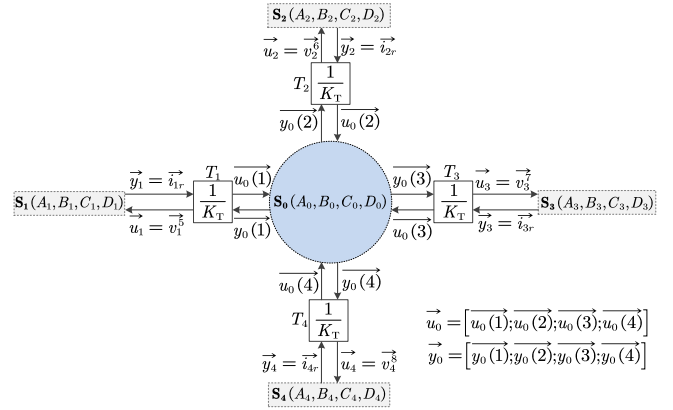 S₂(A₂,B₂,C₂,D₂)
u₂⃗ = v₂⁶⃗ y₂⃗ = i₂ᵣ⃗
T₂ 1/K_T
y₀(2)⃗ u₀(2)⃗
y₁⃗ = i₁ᵣ⃗ T₁ u₀(1)⃗ y₀(3)⃗ T₃ u₃⃗ = v₃⁷⃗
S₁(A₁,B₁,C₁,D₁) 1/K_T S₀(A₀,B₀,C₀,D₀) 1/K_T S₃(A₃,B₃,C₃,D₃)
u₁⃗ = v₁⁵⃗ y₀(1)⃗ u₀(3)⃗ y₃⃗ = i₃ᵣ⃗
u₀(4)⃗ y₀(4)⃗
T₄ 1/K_T
u₀⃗ = [u₀(1)⃗;u₀(2)⃗;u₀(3)⃗;u₀(4)⃗]
y₀⃗ = [y₀(1)⃗;y₀(2)⃗;y₀(3)⃗;y₀(4)⃗]
y₄⃗ = i₄ᵣ⃗ u₄⃗ = v₄⁸⃗
S₄(A₄,B₄,C₄,D₄)